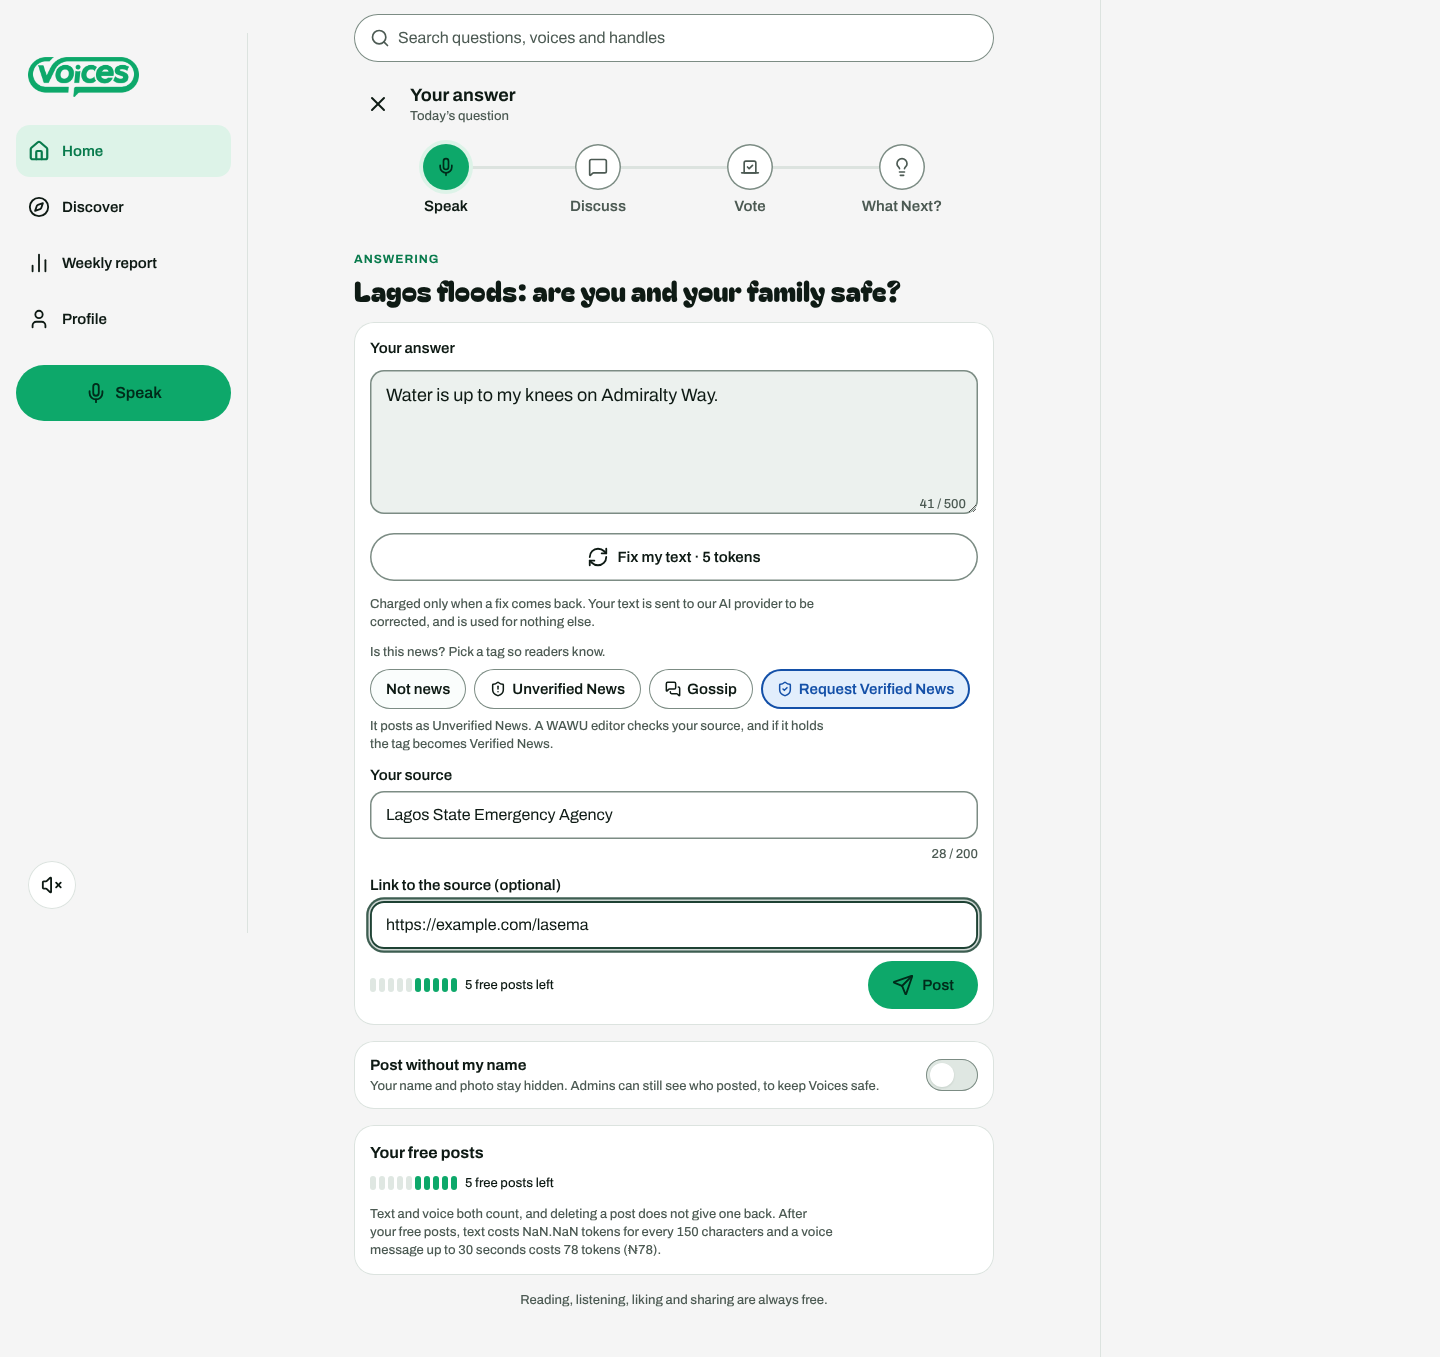 Search questions, voices and handles
voices
Your answer
Today's question
Home
Discover
Weekly report
Profile
Speak
Speak
Discuss
Vote
What Next?
ANSWERING
Lagos floods: are you and your family safe?
Your answer
Water is up to my knees on Admiralty Way.
41 / 500
Fix my text · 5 tokens
Charged only when a fix comes back. Your text is sent to our AI provider to be
corrected, and is used for nothing else.
Is this news? Pick a tag so readers know.
Not news
Unverified News
Gossip
Request Verified News
It posts as Unverified News. A WAWU editor checks your source, and if it holds
the tag becomes Verified News.
Your source
Lagos State Emergency Agency
28 / 200
Link to the source (optional)
https://example.com/lasema
5 free posts left
Post
Post without my name
Your name and photo stay hidden. Admins can still see who posted, to keep Voices safe.
Your free posts
5 free posts left
Text and voice both count, and deleting a post does not give one back. After
your free posts, text costs NaN.NaN tokens for every 150 characters and a voice
message up to 30 seconds costs 78 tokens (₦78).
Reading, listening, liking and sharing are always free.